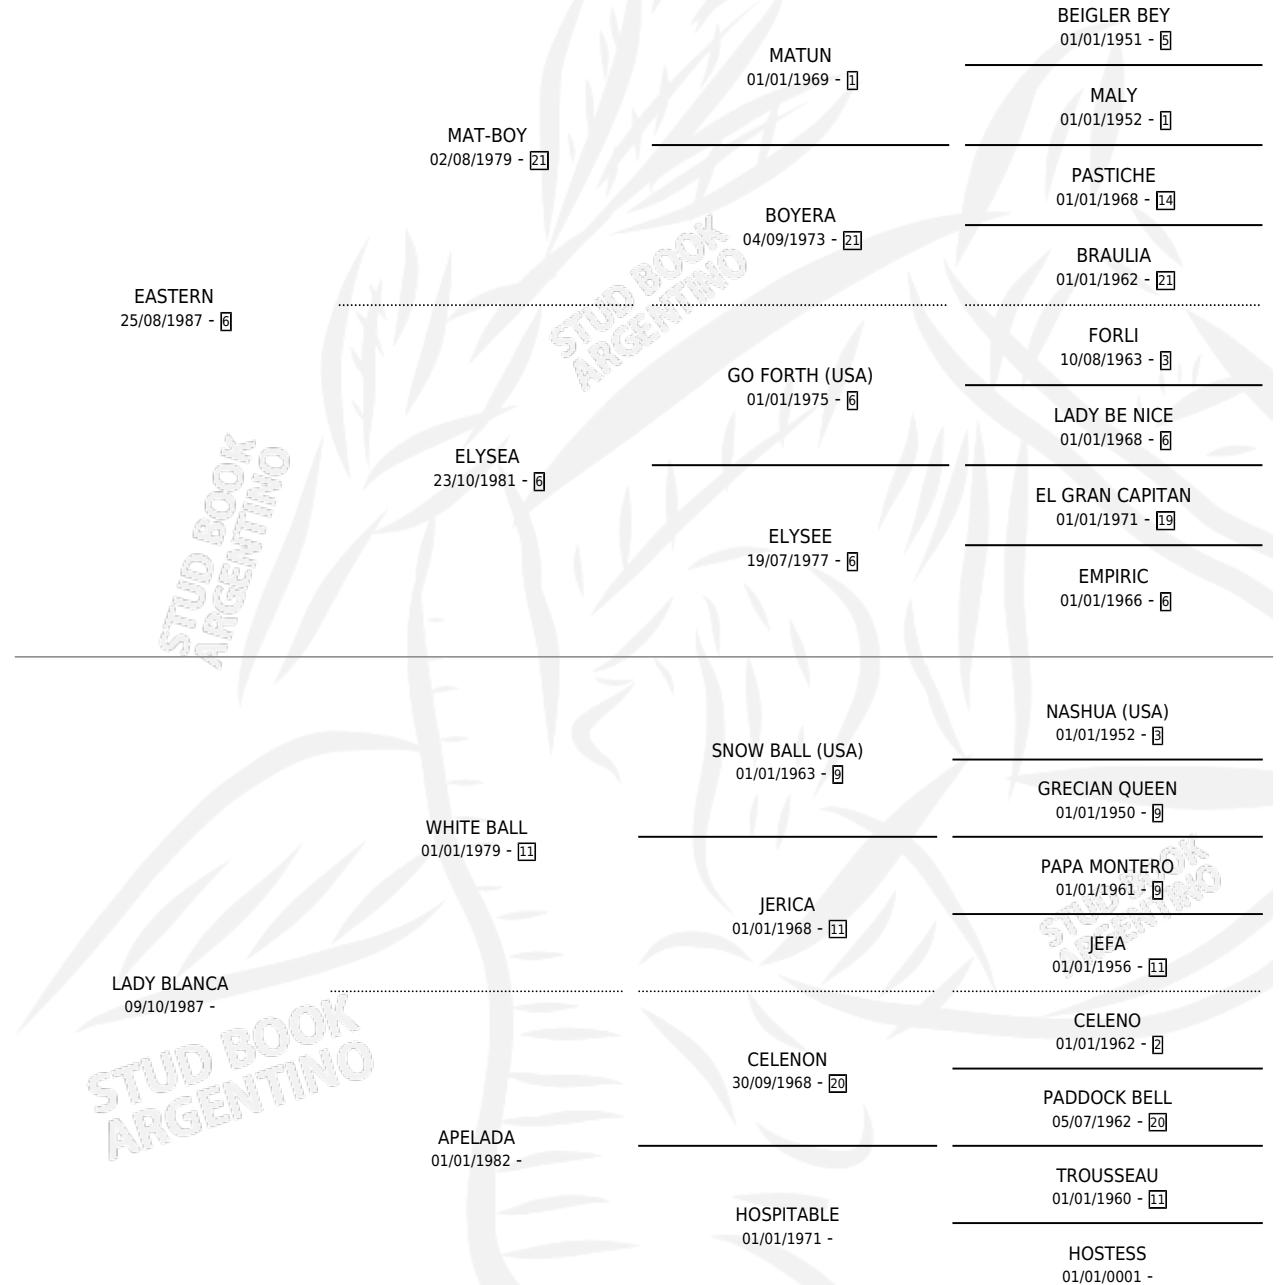 BEIGLER BEY
01/01/1951 - 5
MATUN
01/01/1969 - 1
MALY
01/01/1952 - 1
MAT-BOY
02/08/1979 - 21
PASTICHE
01/01/1968 - 14
BOYERA
04/09/1973 - 21
BRAULIA
01/01/1962 - 21
EASTERN
25/08/1987 - 6
FORLI
10/08/1963 - 3
GO FORTH (USA)
01/01/1975 - 6
LADY BE NICE
01/01/1968 - 6
ELYSEA
23/10/1981 - 6
EL GRAN CAPITAN
01/01/1971 - 19
ELYSEE
19/07/1977 - 6
EMPIRIC
01/01/1966 - 6
STUD BOOK
ARGENTINO
STUD BOOK
ARGENTINO
NASHUA (USA)
01/01/1952 - 3
SNOW BALL (USA)
01/01/1963 - 9
GRECIAN QUEEN
01/01/1950 - 9
WHITE BALL
01/01/1979 - 11
PAPA MONTERO
01/01/1961 - 9
JERICA
01/01/1968 - 11
JEFA
01/01/1956 - 11
STUD BOOK
ARGENTINO
LADY BLANCA
09/10/1987 -
CELENO
01/01/1962 - 2
CELENON
30/09/1968 - 20
PADDOCK BELL
05/07/1962 - 20
APELADA
01/01/1982 -
TROUSSEAU
01/01/1960 - 11
HOSPITABLE
01/01/1971 -
HOSTESS
01/01/0001 -
STUD BOOK
ARGENTINO